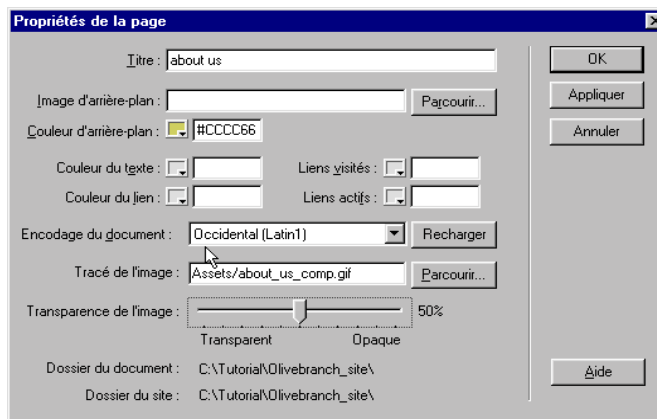 Propriétés de la page
Titre : about us
OK
Image d'arrière-plan : Parcourir...
Appliquer
Couleur d'arrière-plan : #CCCC66
Annuler
Couleur du texte : Liens visités :
Couleur du lien : Liens actifs :
Encodage du document : Occidental (Latin1) Recharger
Tracé de l'image : Assets/about_us_comp.gif Parcourir...
Transparence de l'image : 50%
Transparent Opaque
Dossier du document : C:\Tutorial\Olivebranch_site\
Aide
Dossier du site : C:\Tutorial\Olivebranch_site\